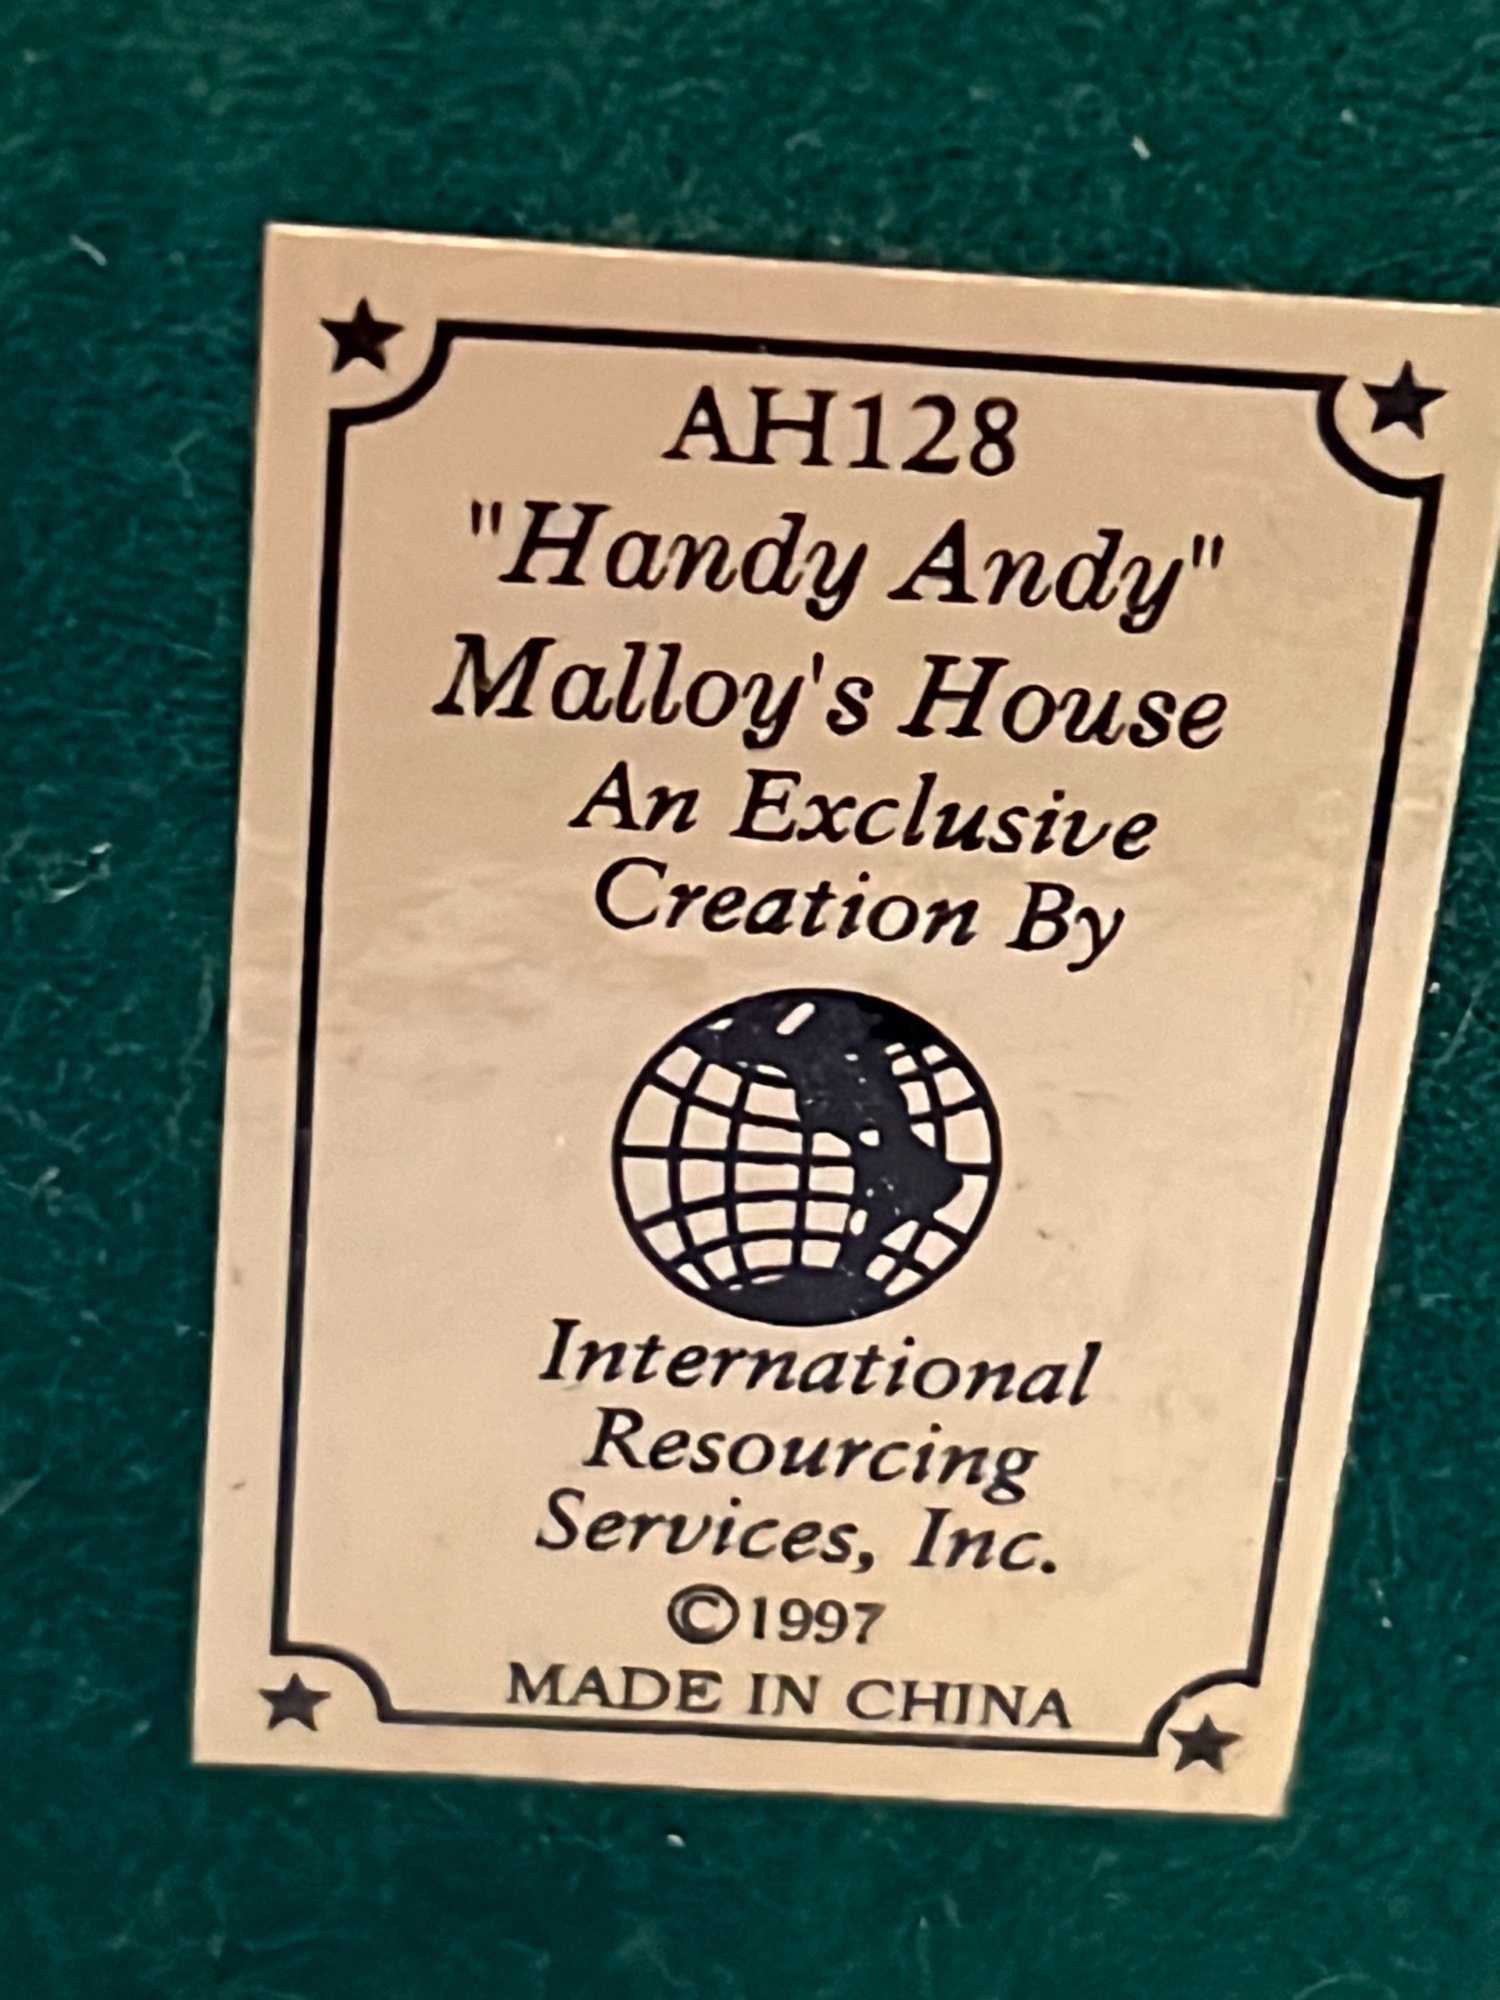 AH128
"Handy Andy"
Malloy's House
An Exclusive
Creation By
International
Resourcing
Services, Inc.
©1997
MADE IN CHINA